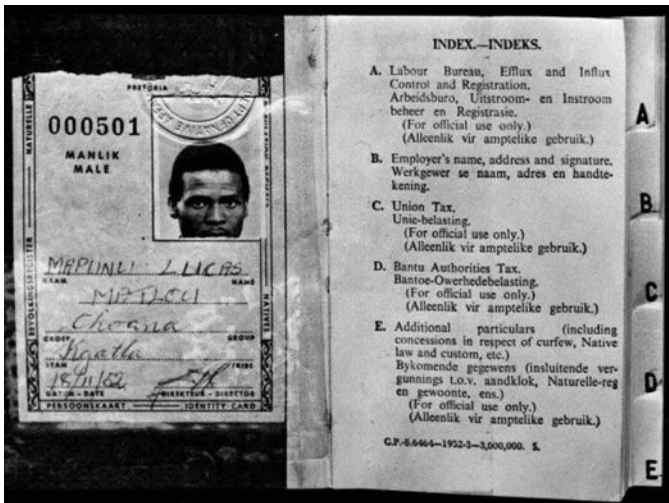 PRETORIA
NATURELLE
000501
MANLIK
MALE
BEVOLKINGSREGISTER
NATIVES
LUCAS
NAAM
NAME
Choana
GROEP
GROUP
Kgatla
STAM
TRIBE
DATUM - DATE
DIREKTEUR - DIRECTOR
PERSOONSKAART
IDENTITY CARD
INDEX.—INDEKS.
A. Labour Bureau, Efflux and Influx
Control and Registration.
Arbeidsburo, Uitstroom- en Instroom
beheer en Registrasie.
(For official use only.)
(Alleenlik vir amptelike gebruik.)
B. Employer's name, address and signature.
Werkgewer se naam, adres en handte-
kening.
C. Union Tax.
Unie-belasting.
(For official use only.)
(Alleenlik vir amptelike gebruik.)
D. Bantu Authorities Tax.
Bantoe-Owerhedebelasting.
(For official use only.)
(Alleenlik vir amptelike gebruik.)
E. Additional particulars (including
concessions in respect of curfew, Native
law and custom, etc.)
Bykomende gegewens (insluitende ver-
gunnings t.o.v. aandklok, Naturelle-reg
en gewoonte, ens.)
(For official use only.)
(Alleenlik vir amptelike gebruik.)
G.P.-S.6464—1952-3—3,000,000. S.
A
B
C
D
E